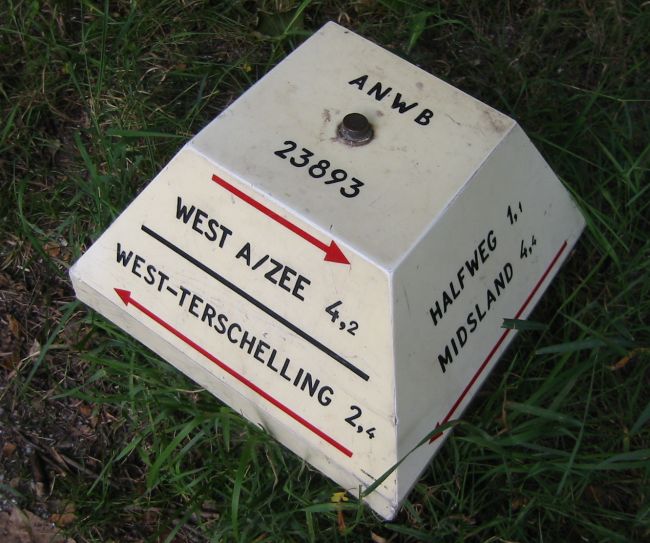 ANWB
23893
WEST A/ZEE 4,2
WEST-TERSCHELLING 2,4
HALFWEG 1,1
MIDSLAND 4,4